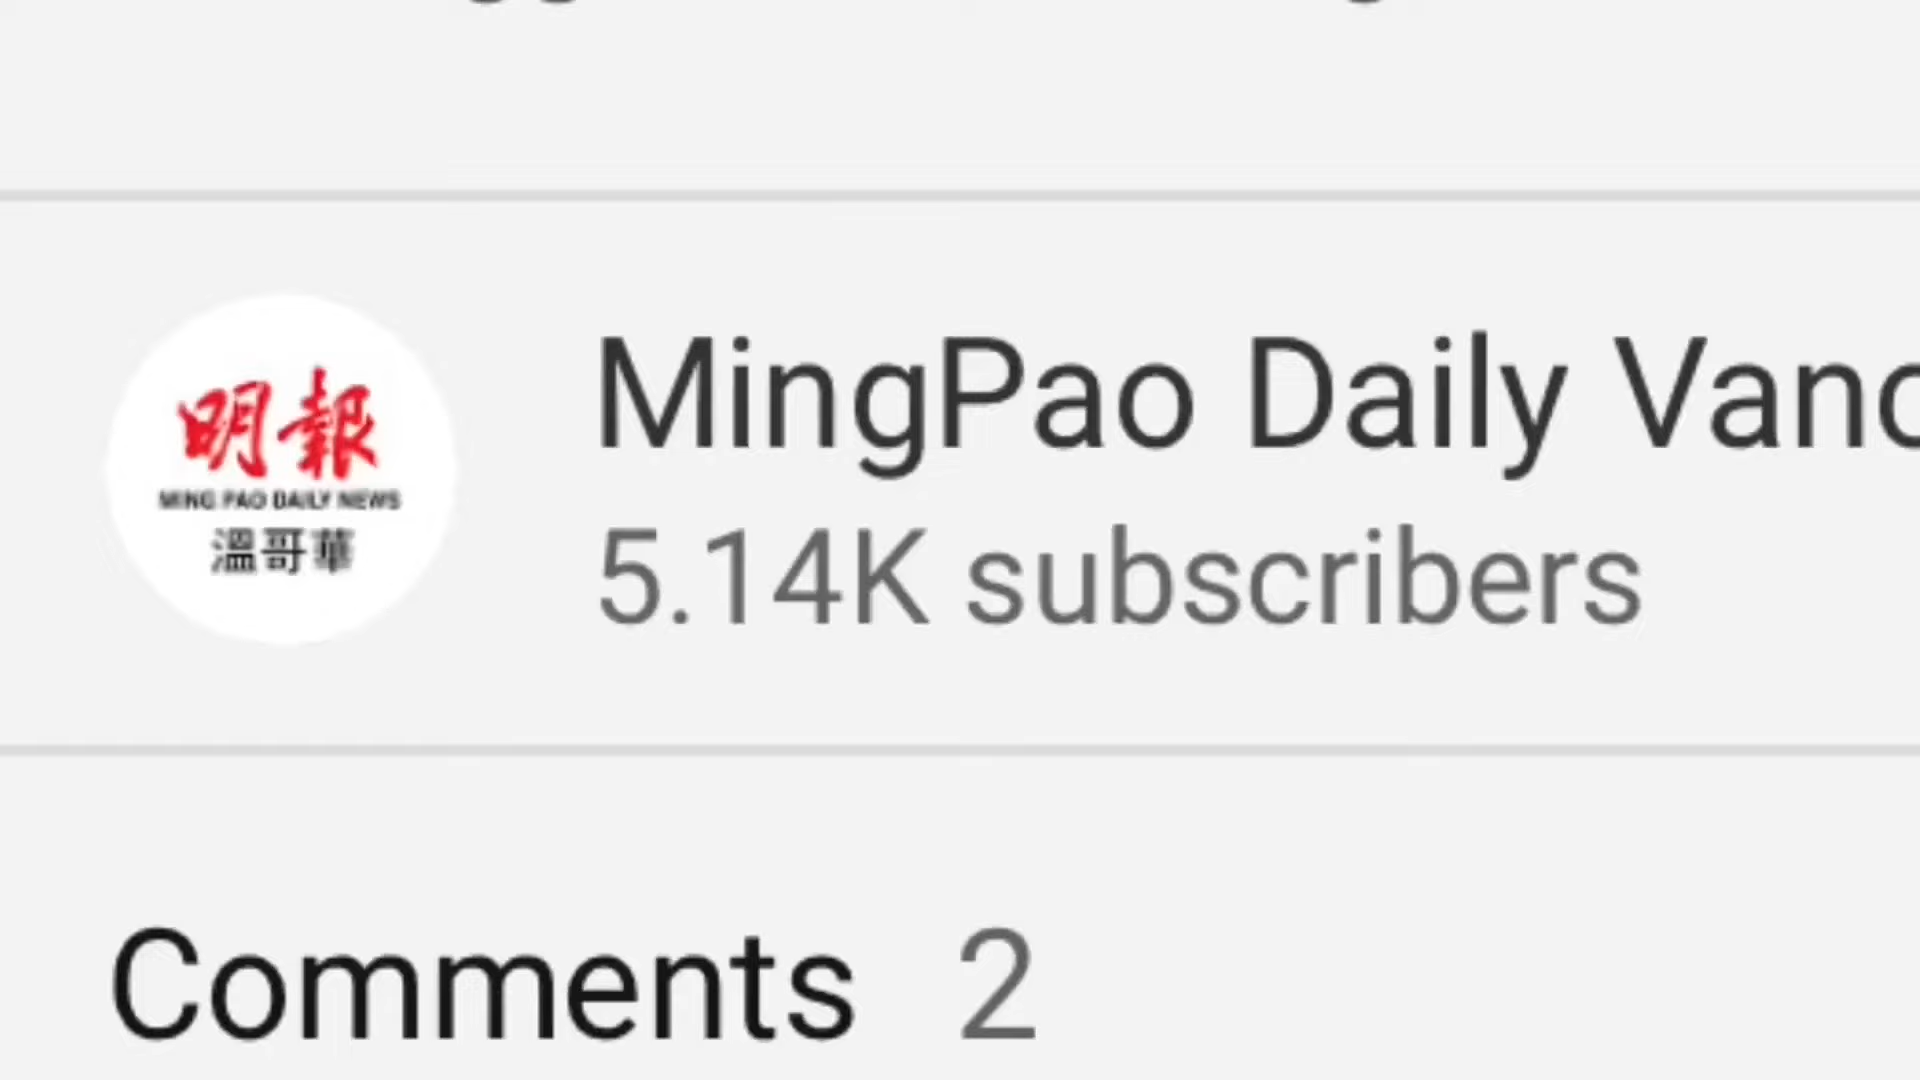 明報
MING PAO DAILY NEWS
溫哥華
MingPao Daily Vanc
5.14K subscribers
Comments 2